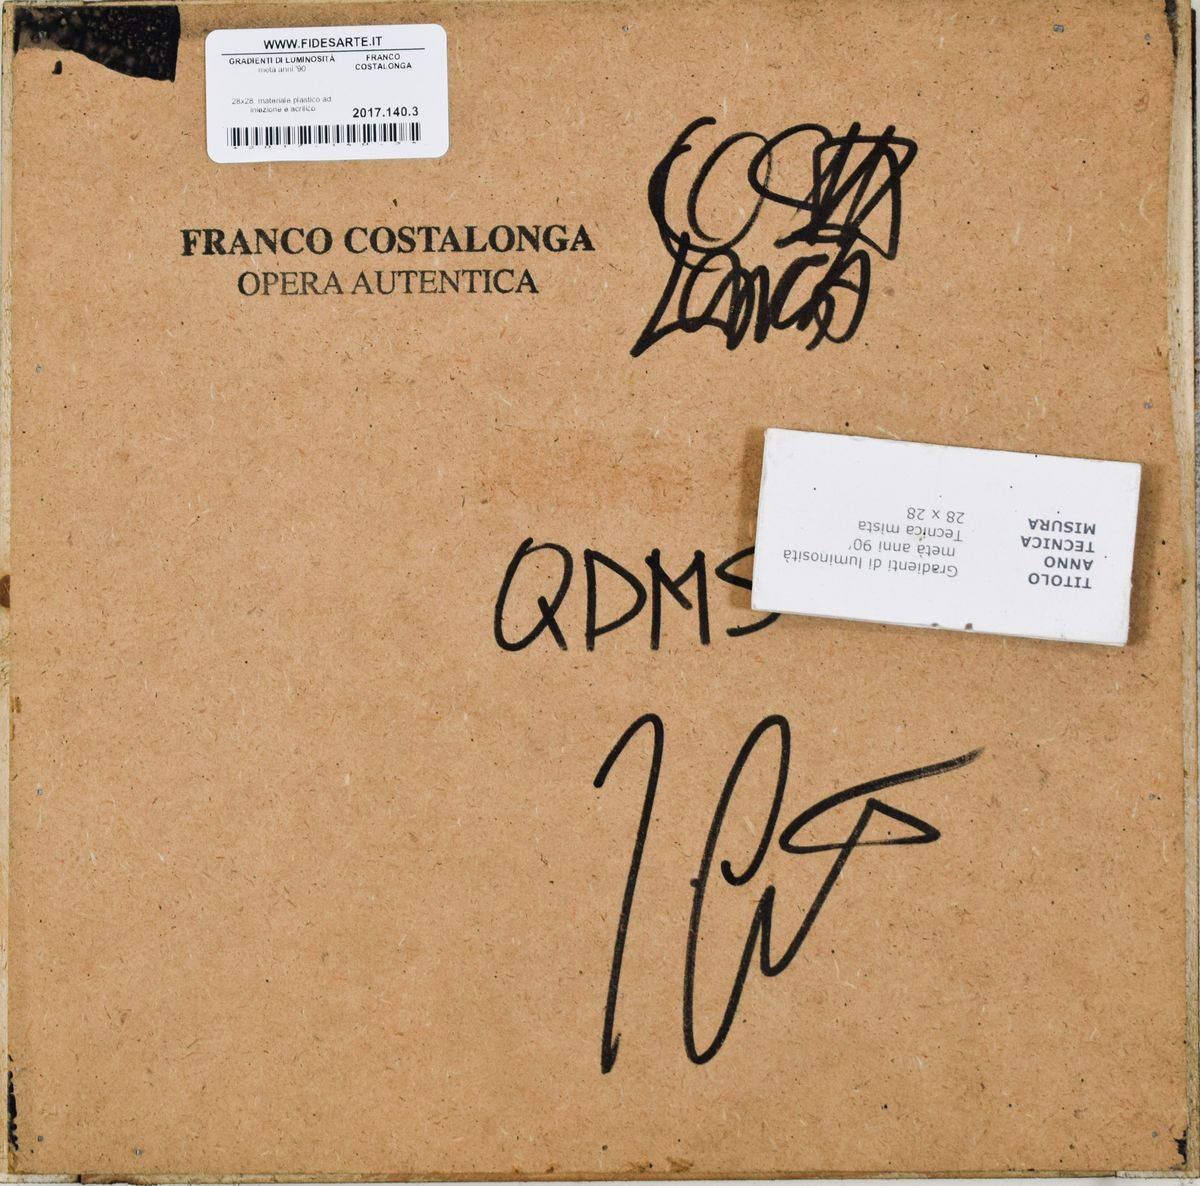 WWW.FIDESARTE.IT
GRADIENTI DI LUMINOSITÀ
metà anni '90
FRANCO
COSTALONGA
28x28 materiale plastico ad
iniezione e acrilico
2017.140.3
FRANCO COSTALONGA
OPERA AUTENTICA
COSTA
LONGA
QDMS
TITOLO Gradienti di luminosità
ANNO metà anni 90'
TECNICA Tecnica mista
MISURA 28 x 28